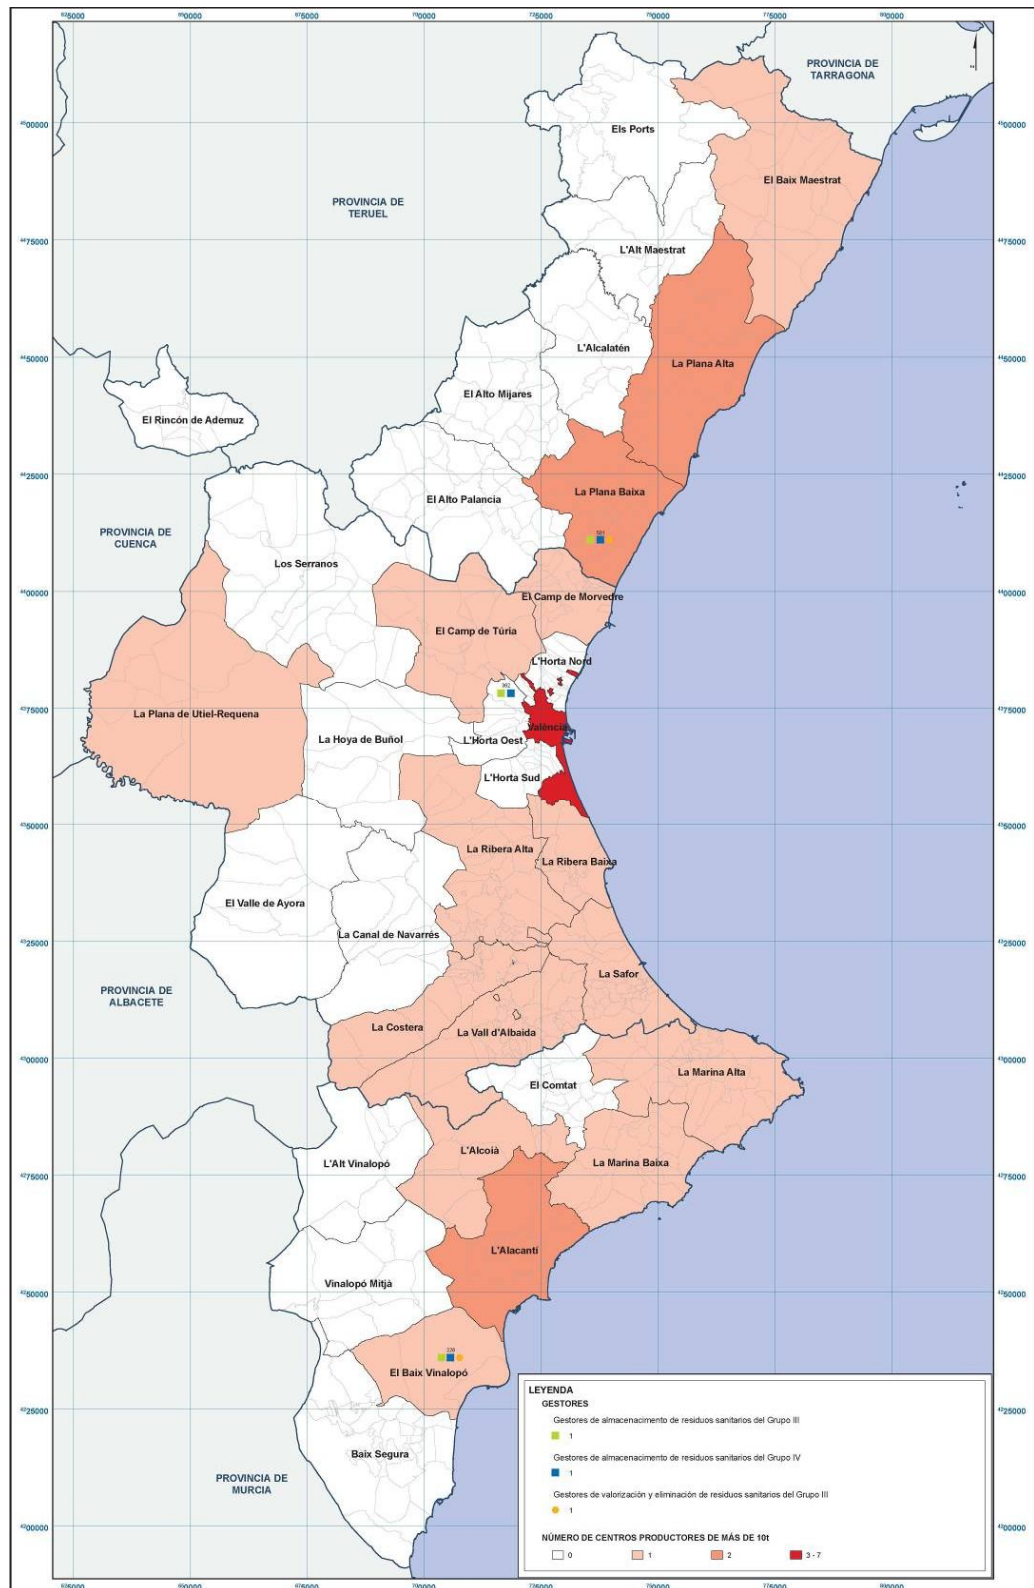 PROVINCIA DE
TARRAGONA
Els Ports
El Baix Maestrat
PROVINCIA DE
TERUEL
L'Alt Maestrat
L'Alcalatén
La Plana Alta
El Alto Mijares
El Rincón de Ademuz
La Plana Baixa
El Alto Palancia
PROVINCIA DE
CUENCA
Los Serranos
El Camp de Morvedre
El Camp de Túria
L'Horta Nord
La Plana de Utiel-Requena
València
La Hoya de Buñol
L'Horta Oest
L'Horta Sud
La Ribera Alta
La Ribera Baixa
El Valle de Ayora
La Canal de Navarrés
La Safor
PROVINCIA DE
ALBACETE
La Costera
La Vall d'Albaida
La Marina Alta
El Comtat
L'Alcoià
L'Alt Vinalopó
La Marina Baixa
L'Alacantí
Vinalopó Mitjà
El Baix Vinalopó
Baix Segura
PROVINCIA DE
MURCIA
LEYENDA
GESTORES
Gestores de almacenamiento de residuos sanitarios del Grupo III
1
Gestores de almacenamiento de residuos sanitarios del Grupo IV
1
Gestores de valorización y eliminación de residuos sanitarios del Grupo III
1
NÚMERO DE CENTROS PRODUCTORES DE MÁS DE 10t
0 1 2 3 - 7